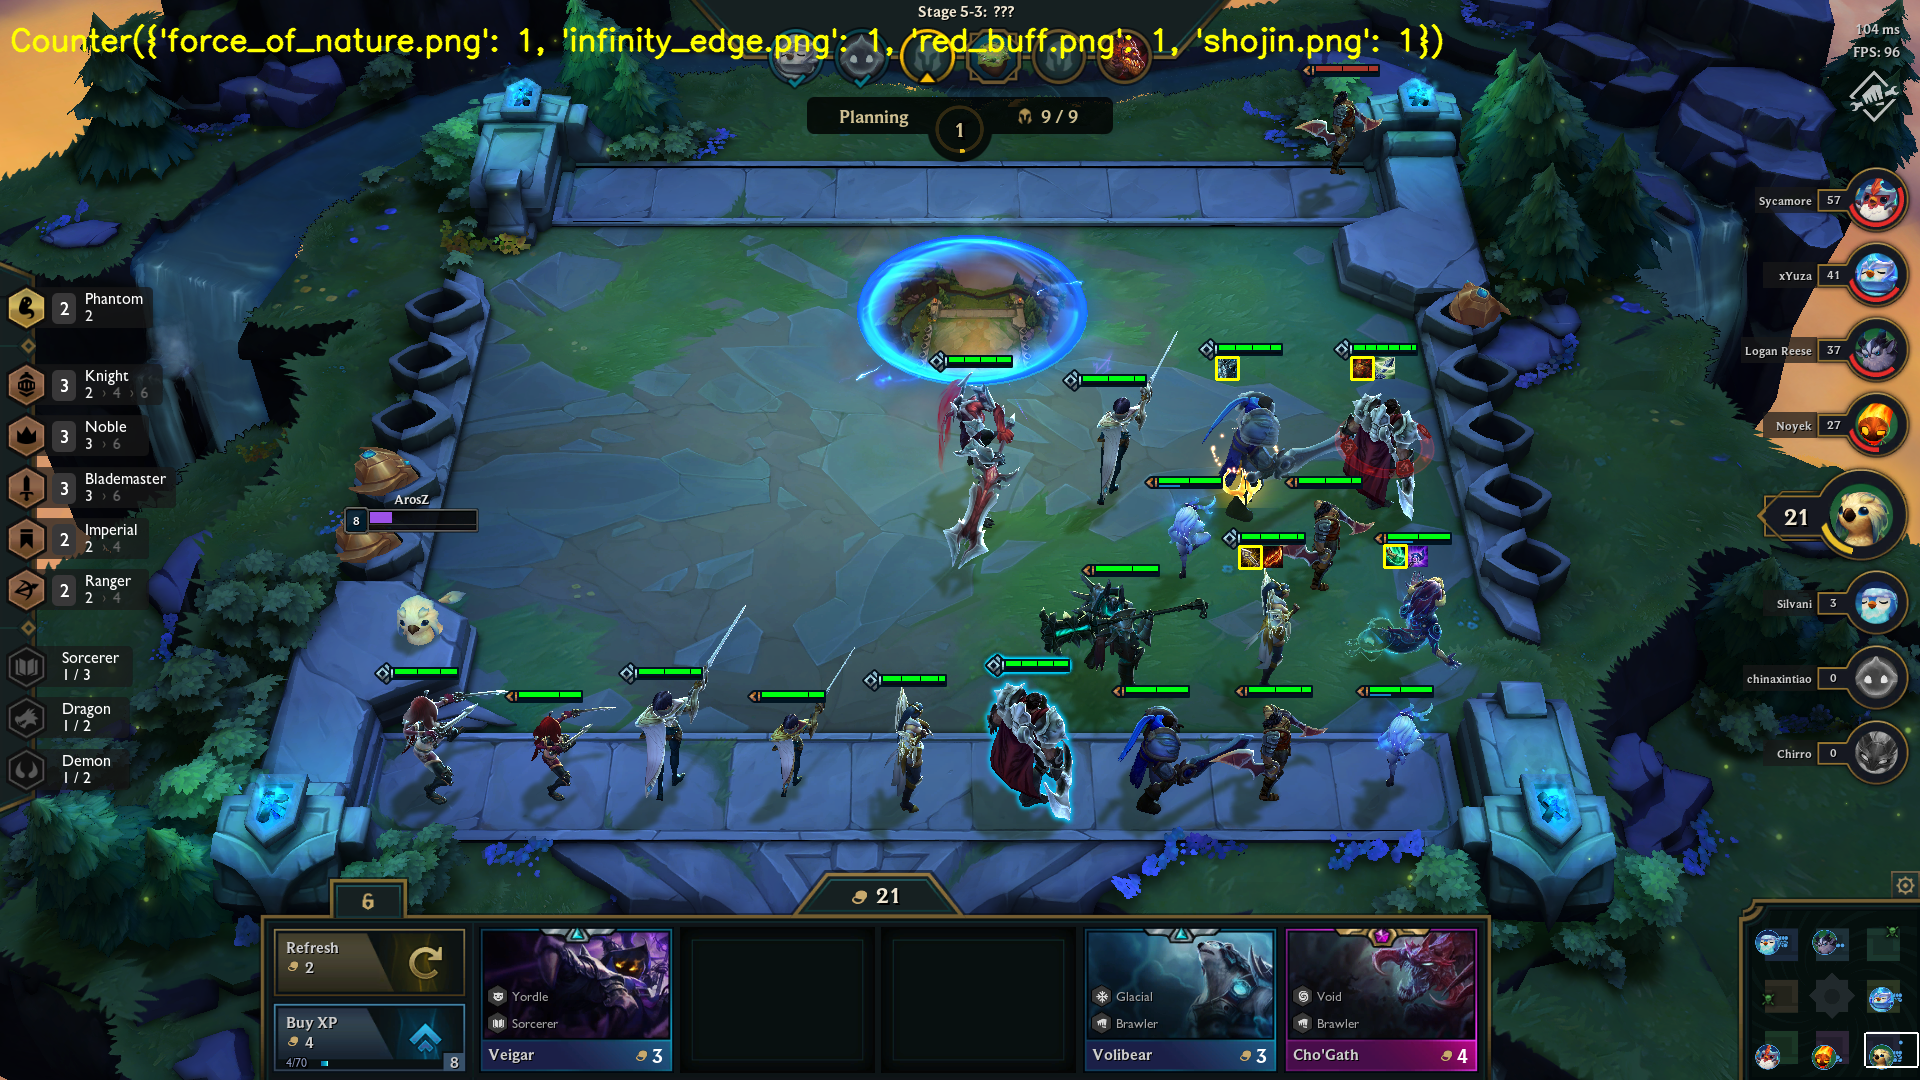 Stage 5-3: ???
Counter({'force_of_nature.png': 1, 'infinity_edge.png': 1, 'red_buff.png': 1, 'shojin.png': 1})
104 ms
FPS: 96
Planning
1
9 / 9
Sycamore 57
xYuza 41
Logan Reese 37
Noyek 27
21
Silvani 3
chinaxintiao 0
Chirro 0
2 Phantom
2
3 Knight
2 › 4 › 6
3 Noble
3 › 6
3 Blademaster
3 › 6
2 Imperial
2 › 4
2 Ranger
2 › 4
Sorcerer
1 / 3
Dragon
1 / 2
Demon
1 / 2
ArosZ
8
6
21
Refresh
2
Buy XP
4
4/70
8
Yordle
Sorcerer
Veigar 3
Glacial
Brawler
Volibear 3
Void
Brawler
Cho'Gath 4